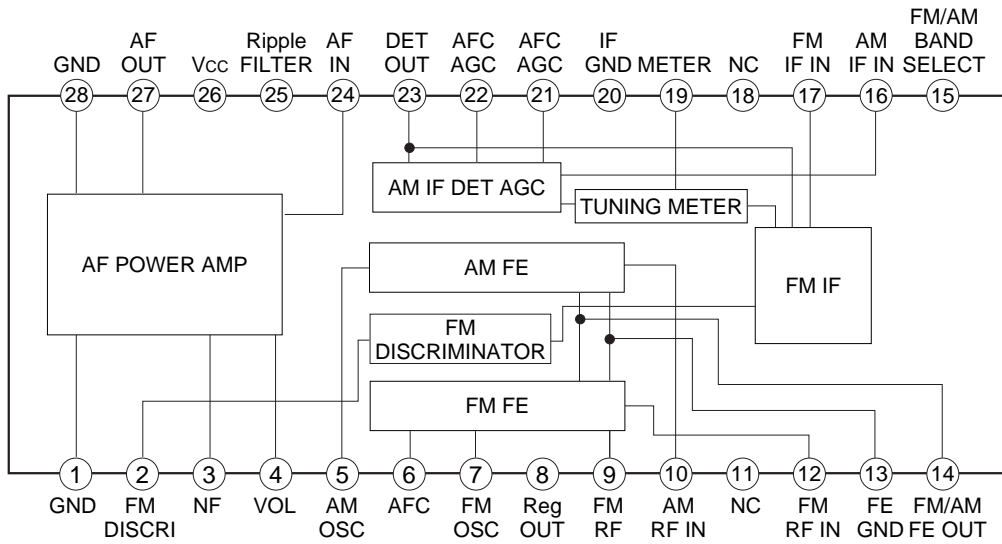 GND
AF
OUT
Vcc
Ripple
FILTER
AF
IN
DET
OUT
AFC
AGC
AFC
AGC
IF
GND
METER
NC
FM
IF IN
AM
IF IN
FM/AM
BAND
SELECT
28
27
26
25
24
23
22
21
20
19
18
17
16
15
AM IF DET AGC
TUNING METER
AF POWER AMP
AM FE
FM IF
FM
DISCRIMINATOR
FM FE
1
2
3
4
5
6
7
8
9
10
11
12
13
14
GND
FM
DISCRI
NF
VOL
AM
OSC
AFC
FM
OSC
Reg
OUT
FM
RF
AM
RF IN
NC
FM
RF IN
FE
GND
FM/AM
FE OUT